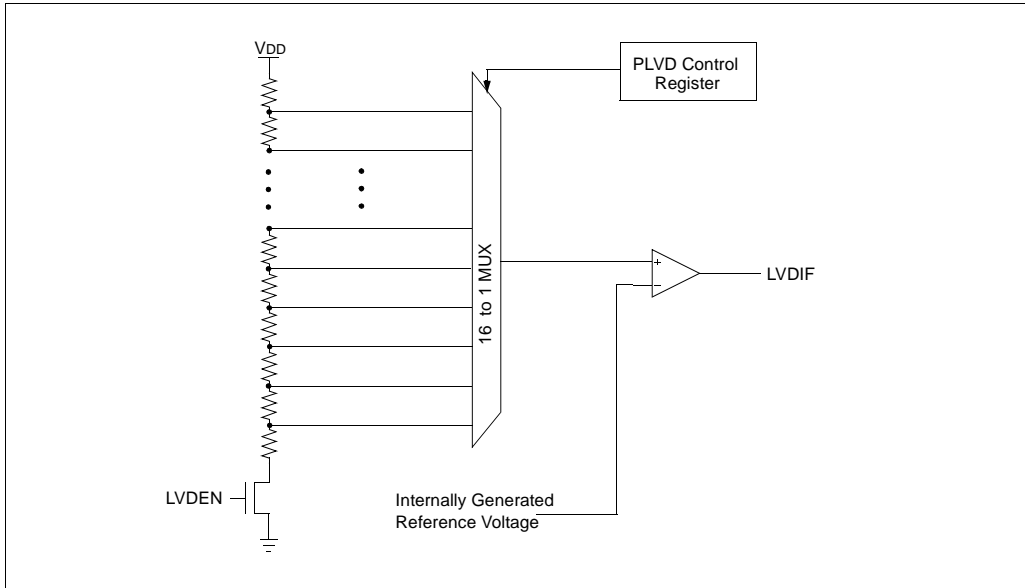 VDD
PLVD Control
Register
16 to 1 MUX
+
–
LVDIF
LVDEN
Internally Generated
Reference Voltage